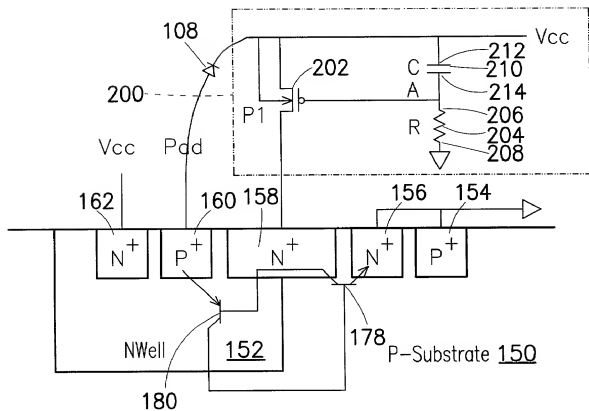 108
Vcc
212
C
210
202
200
A
214
P1
206
R
204
208
Vcc
Pad
162
160
158
156
154
N+
P+
N+
N+
P+
NWell
152
178
P-Substrate 150
180